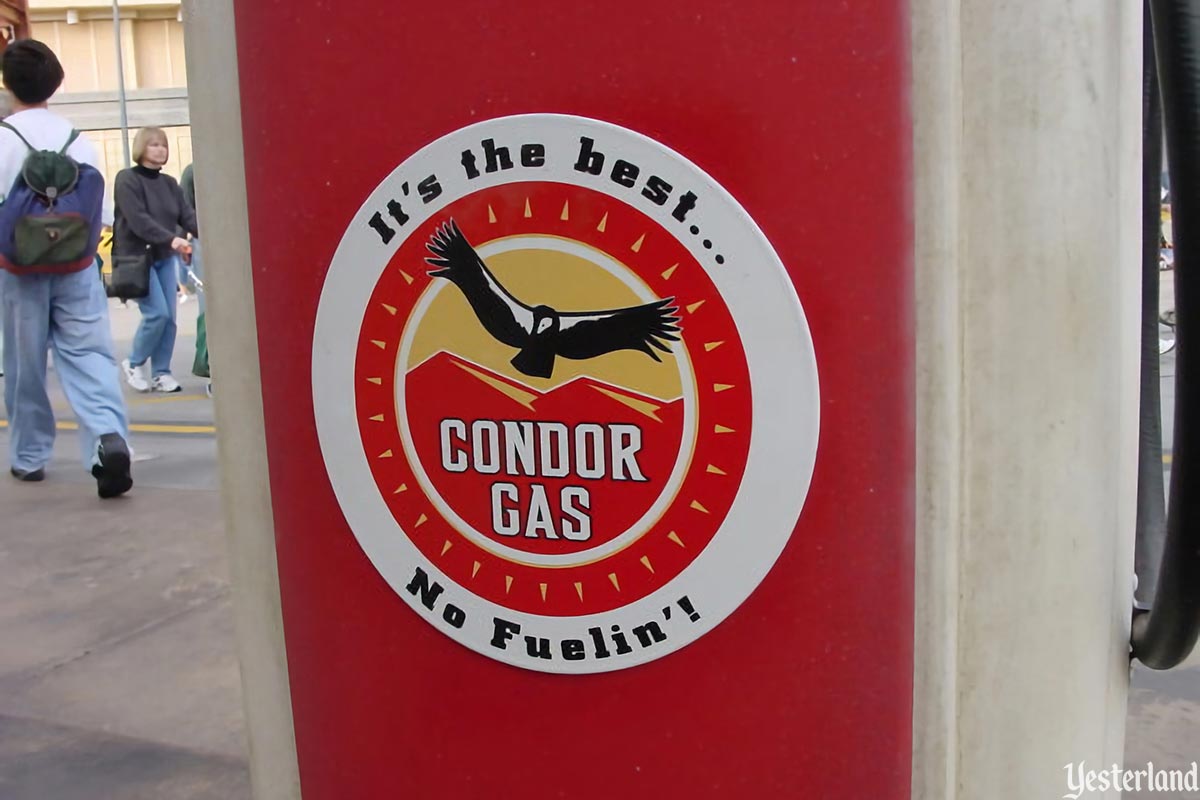 It's the best...
CONDOR
GAS
No Fuelin'!
Yesterland